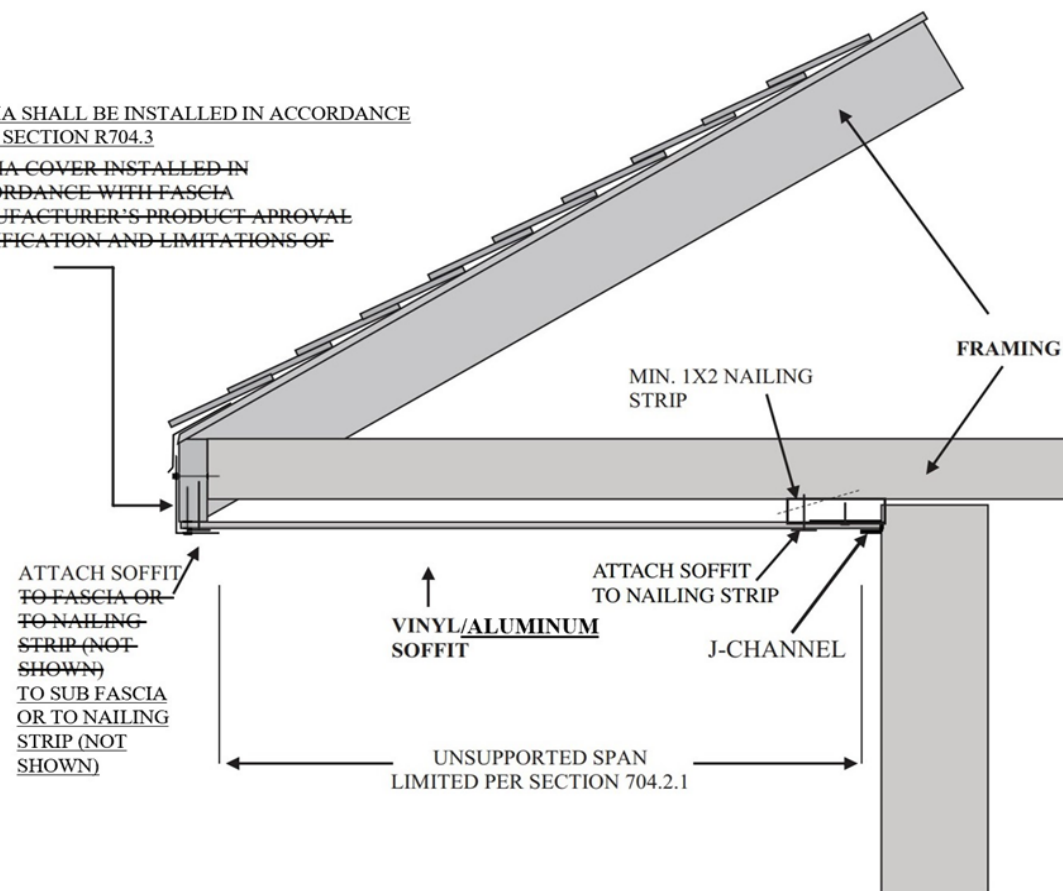 A SHALL BE INSTALLED IN ACCORDANCE
SECTION R704.3
IA COVER INSTALLED IN
ORDANCE WITH FASCIA
UFACTURER'S PRODUCT APROVAL
IFICATION AND LIMITATIONS OF
FRAMING
MIN. 1X2 NAILING
STRIP
ATTACH SOFFIT
TO FASCIA OR
TO NAILING
STRIP (NOT
SHOWN)
TO SUB FASCIA
OR TO NAILING
STRIP (NOT
SHOWN)
VINYL/ALUMINUM
SOFFIT
ATTACH SOFFIT
TO NAILING STRIP
J-CHANNEL
UNSUPPORTED SPAN
LIMITED PER SECTION 704.2.1